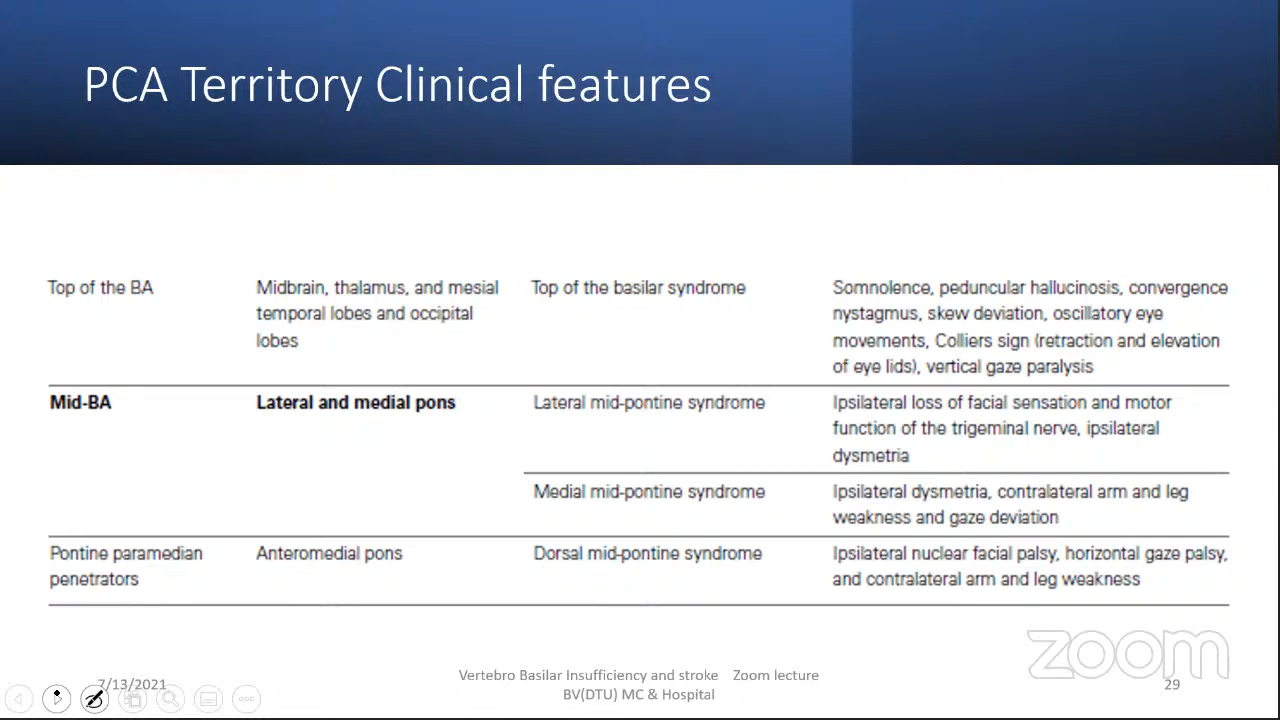 PCA Territory Clinical features
Top of the BA
Midbrain, thalamus, and mesial
temporal lobes and occipital
lobes
Top of the basilar syndrome
Somnolence, peduncular hallucinosis, convergence
nystagmus, skew deviation, oscillatory eye
movements, Colliers sign (retraction and elevation
of eye lids), vertical gaze paralysis
Mid-BA
Lateral and medial pons
Lateral mid-pontine syndrome
Ipsilateral loss of facial sensation and motor
function of the trigeminal nerve, ipsilateral
dysmetria
Medial mid-pontine syndrome
Ipsilateral dysmetria, contralateral arm and leg
weakness and gaze deviation
Pontine paramedian
penetrators
Anteromedial pons
Dorsal mid-pontine syndrome
Ipsilateral nuclear facial palsy, horizontal gaze palsy,
and contralateral arm and leg weakness
zoom
7/13/2021
Vertebro Basilar Insufficiency and stroke Zoom lecture
BV(DTU) MC & Hospital
29